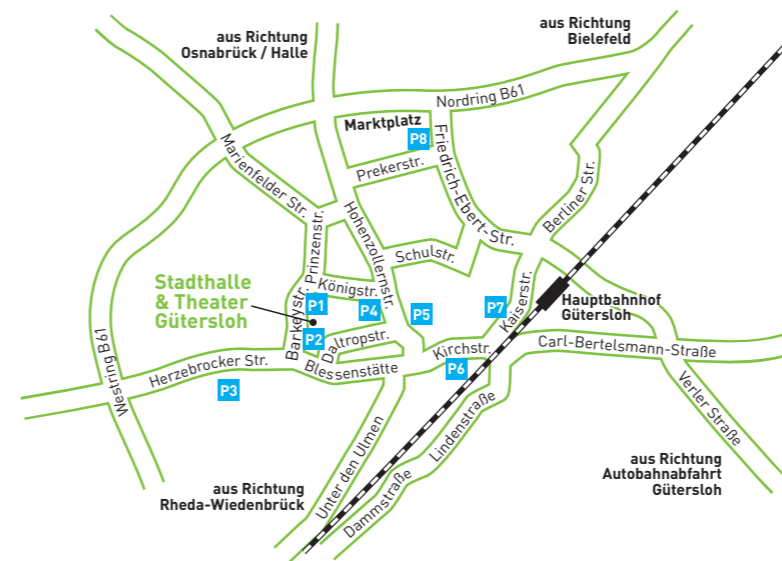 aus Richtung
Osnabrück / Halle
aus Richtung
Bielefeld
Nordring B61
Marktplatz
P8
Prekerstr.
Friedrich-Ebert-Str.
Marienfelder Str.
Prinzenstr.
Hohenzollernstr.
Schulstr.
Berliner Str.
Stadthalle
& Theater
Gütersloh
Königstr.
P1
P4
P5
P7
Kaiserstr.
Hauptbahnhof
Gütersloh
Barkeystr.
P2
Daltropstr.
Kirchstr.
Carl-Bertelsmann-Straße
Westring B61
Herzebrocker Str.
Blessenstätte
P6
P3
Verler Straße
Unter den Ulmen
Lindenstraße
Dammstraße
aus Richtung
Rheda-Wiedenbrück
aus Richtung
Autobahnabfahrt
Gütersloh